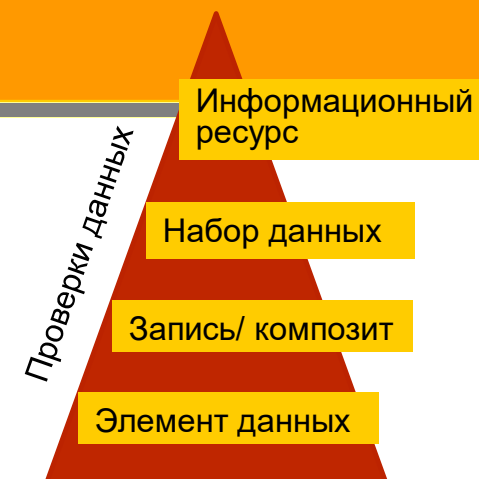 Информационный
ресурс
Набор данных
Проверки данных
Запись/ композит
Элемент данных